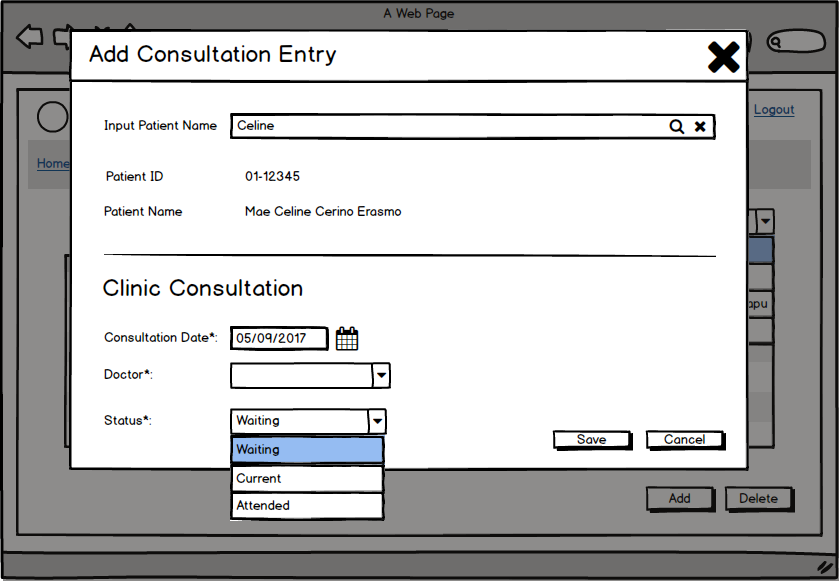 A Web Page
Add Consultation Entry
Logout
Input Patient Name Celine
Home
Patient ID 01-12345
Patient Name Mae Celine Cerino Erasmo
Clinic Consultation
apu
Consultation Date*: 05/09/2017
Doctor*:
Status*: Waiting
Save Cancel
Waiting
Current
Attended
Add Delete